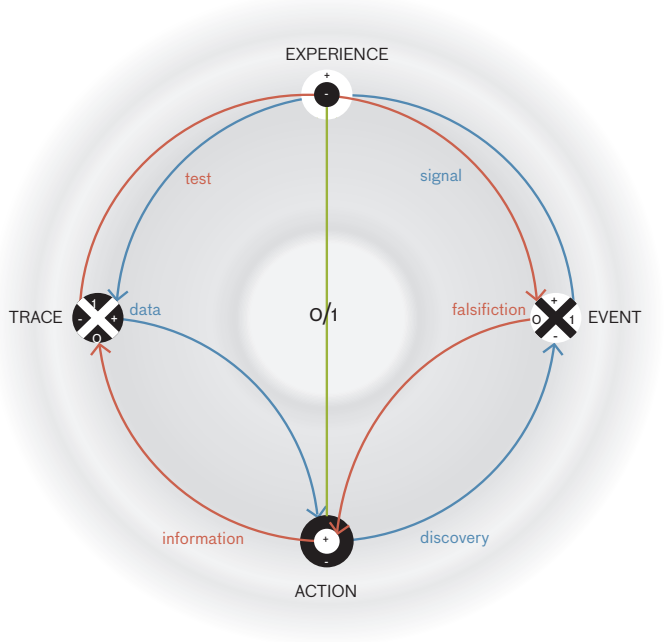 EXPERIENCE
+
-
test
signal
1
- +
0
TRACE
data
0/1
falsifiction
+
0 1
-
EVENT
information
+
-
discovery
ACTION